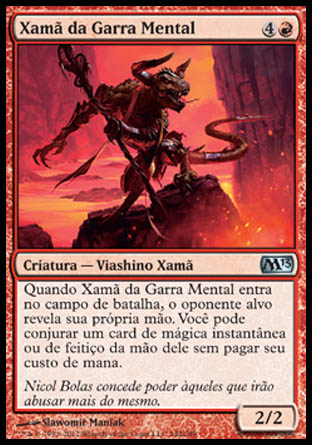 Xamã da Garra Mental 4
Criatura — Viashino Xamã M13
Quando Xamã da Garra Mental entra
no campo de batalha, o oponente alvo
revela sua própria mão. Você pode
conjurar um card de mágica instantânea
ou de feitiço da mão dele sem pagar seu
custo de mana.
Nicol Bolas concede poder àqueles que irão
abusar mais do mesmo.
Slawomir Maniak
2/2